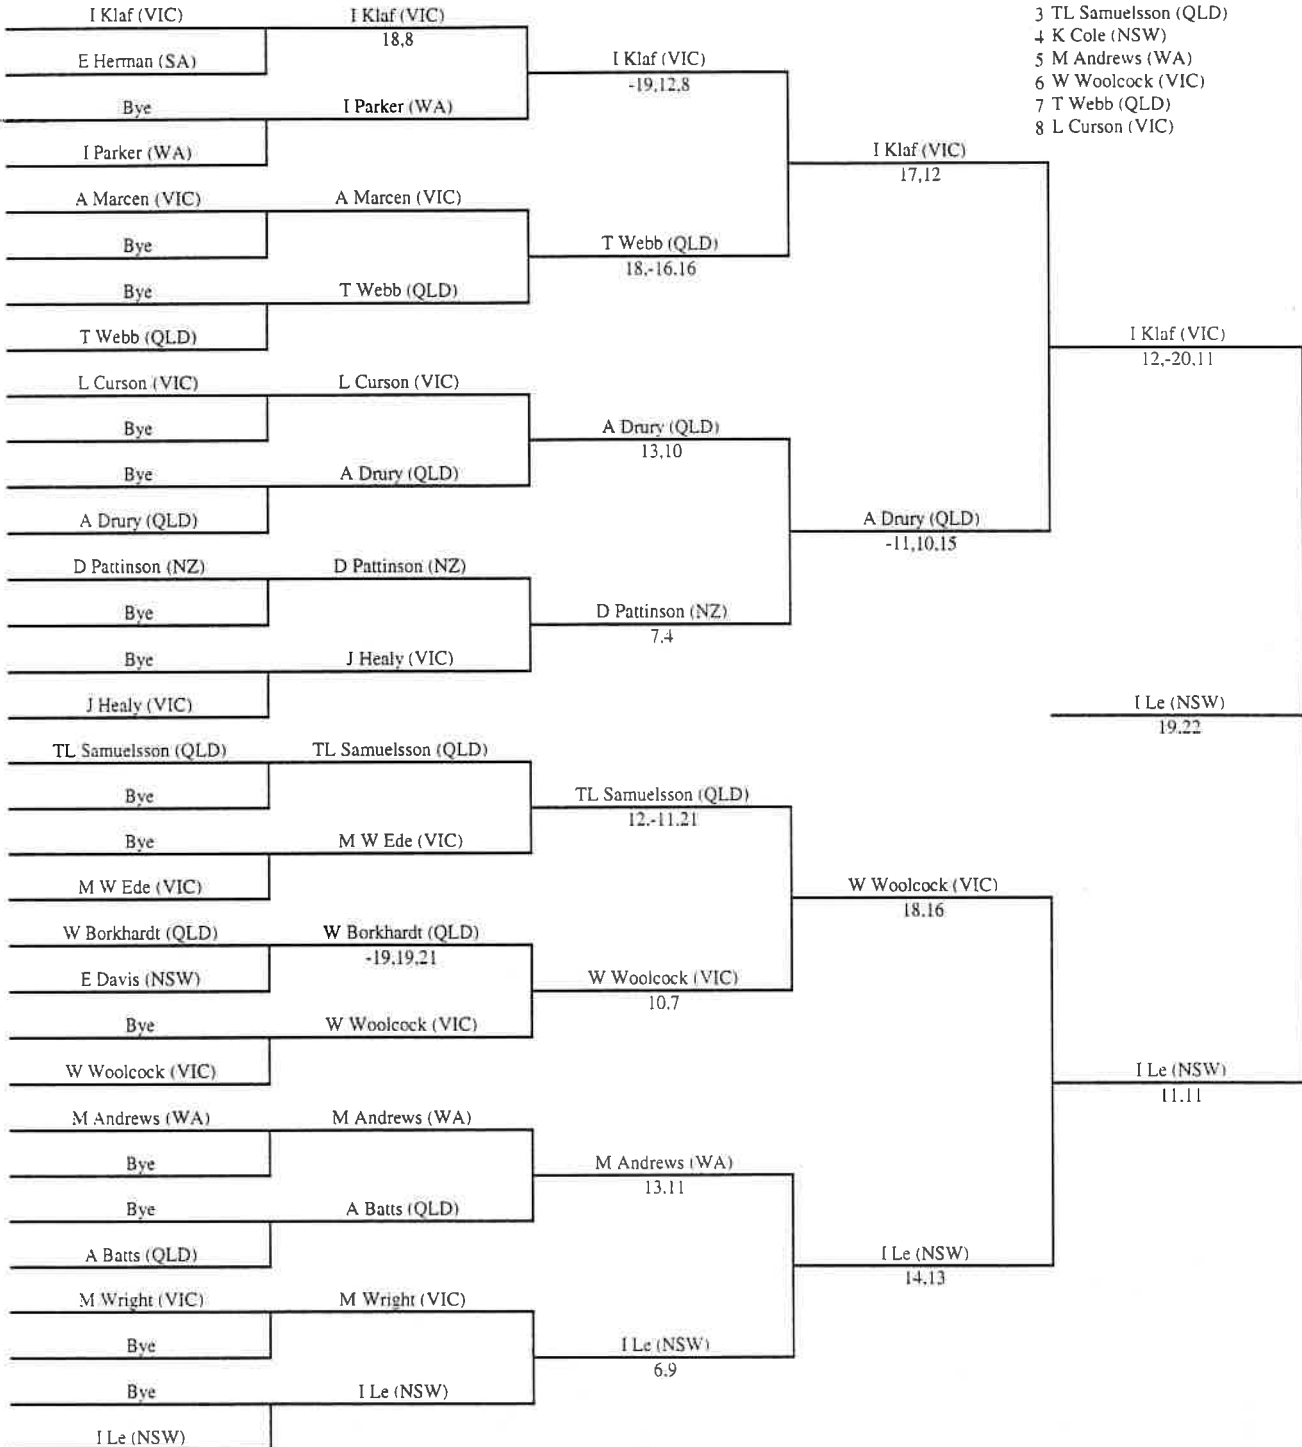 3 TL Samuelsson (QLD)
4 K Cole (NSW)
5 M Andrews (WA)
6 W Woolcock (VIC)
7 T Webb (QLD)
8 L Curson (VIC)
I Klaf (VIC)
E Herman (SA)
Bye
I Parker (WA)
A Marcen (VIC)
Bye
Bye
T Webb (QLD)
L Curson (VIC)
Bye
Bye
A Drury (QLD)
D Pattinson (NZ)
Bye
Bye
J Healy (VIC)
TL Samuelsson (QLD)
Bye
Bye
M W Ede (VIC)
W Borkhardt (QLD)
E Davis (NSW)
Bye
W Woolcock (VIC)
M Andrews (WA)
Bye
Bye
A Batts (QLD)
M Wright (VIC)
Bye
Bye
I Le (NSW)
I Klaf (VIC)
18,8
I Parker (WA)
A Marcen (VIC)
T Webb (QLD)
L Curson (VIC)
A Drury (QLD)
D Pattinson (NZ)
J Healy (VIC)
TL Samuelsson (QLD)
M W Ede (VIC)
W Borkhardt (QLD)
-19,19,21
W Woolcock (VIC)
M Andrews (WA)
A Batts (QLD)
M Wright (VIC)
I Le (NSW)
I Klaf (VIC)
-19,12,8
T Webb (QLD)
18,-16,16
A Drury (QLD)
13,10
D Pattinson (NZ)
7,4
TL Samuelsson (QLD)
12,-11,21
W Woolcock (VIC)
10,7
M Andrews (WA)
13,11
I Le (NSW)
6,9
I Klaf (VIC)
17,12
A Drury (QLD)
-11,10,15
W Woolcock (VIC)
18,16
I Le (NSW)
14,13
I Klaf (VIC)
12,-20,11
I Le (NSW)
11,11
I Le (NSW)
19,22